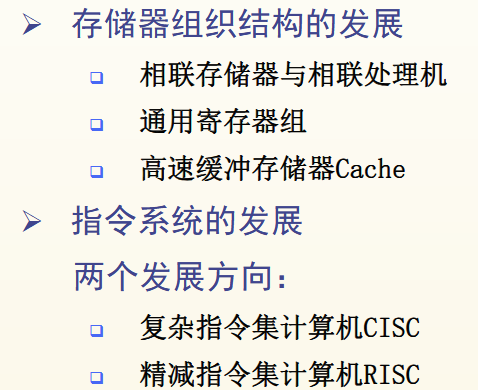 存储器组织结构的发展
相联存储器与相联处理机
通用寄存器组
高速缓冲存储器Cache
指令系统的发展
两个发展方向：
复杂指令集计算机CISC
精减指令集计算机RISC